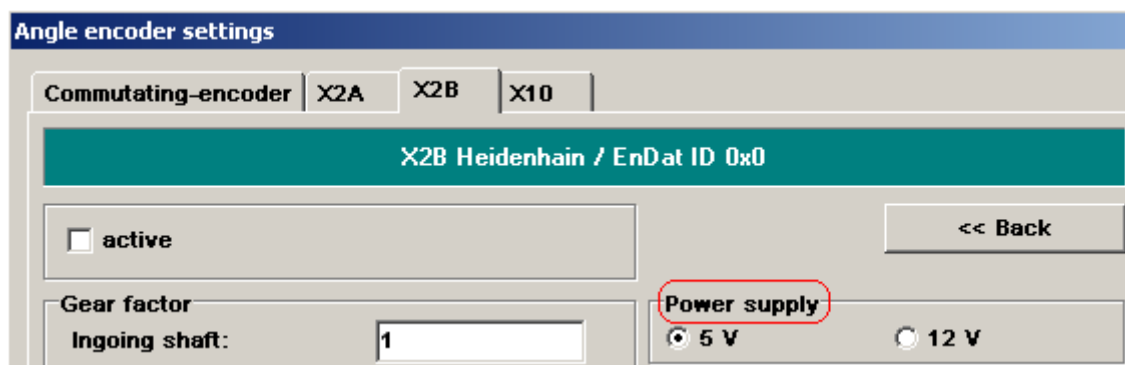 Angle encoder settings
Commutating-encoder X2A X2B X10
X2B Heidenhain / EnDat ID 0x0
active
<< Back
Gear factor
Power supply
Ingoing shaft: 1
5 V 12 V